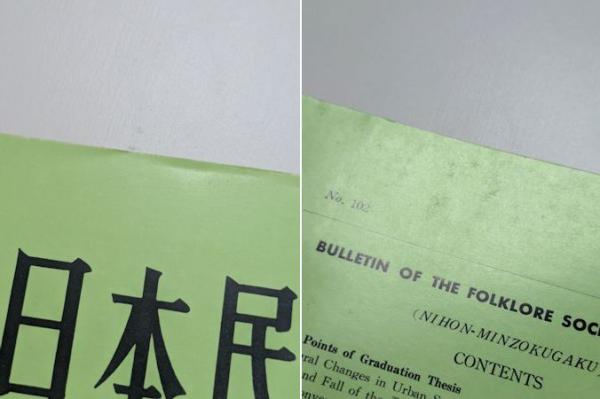 日本民
No. 102
BULLETIN OF THE FOLKLORE SOC
(NIHON-MINZOKUGAKU)
CONTENTS
Points of Graduation Thesis
ral Changes in Urban S
nd Fall of the T